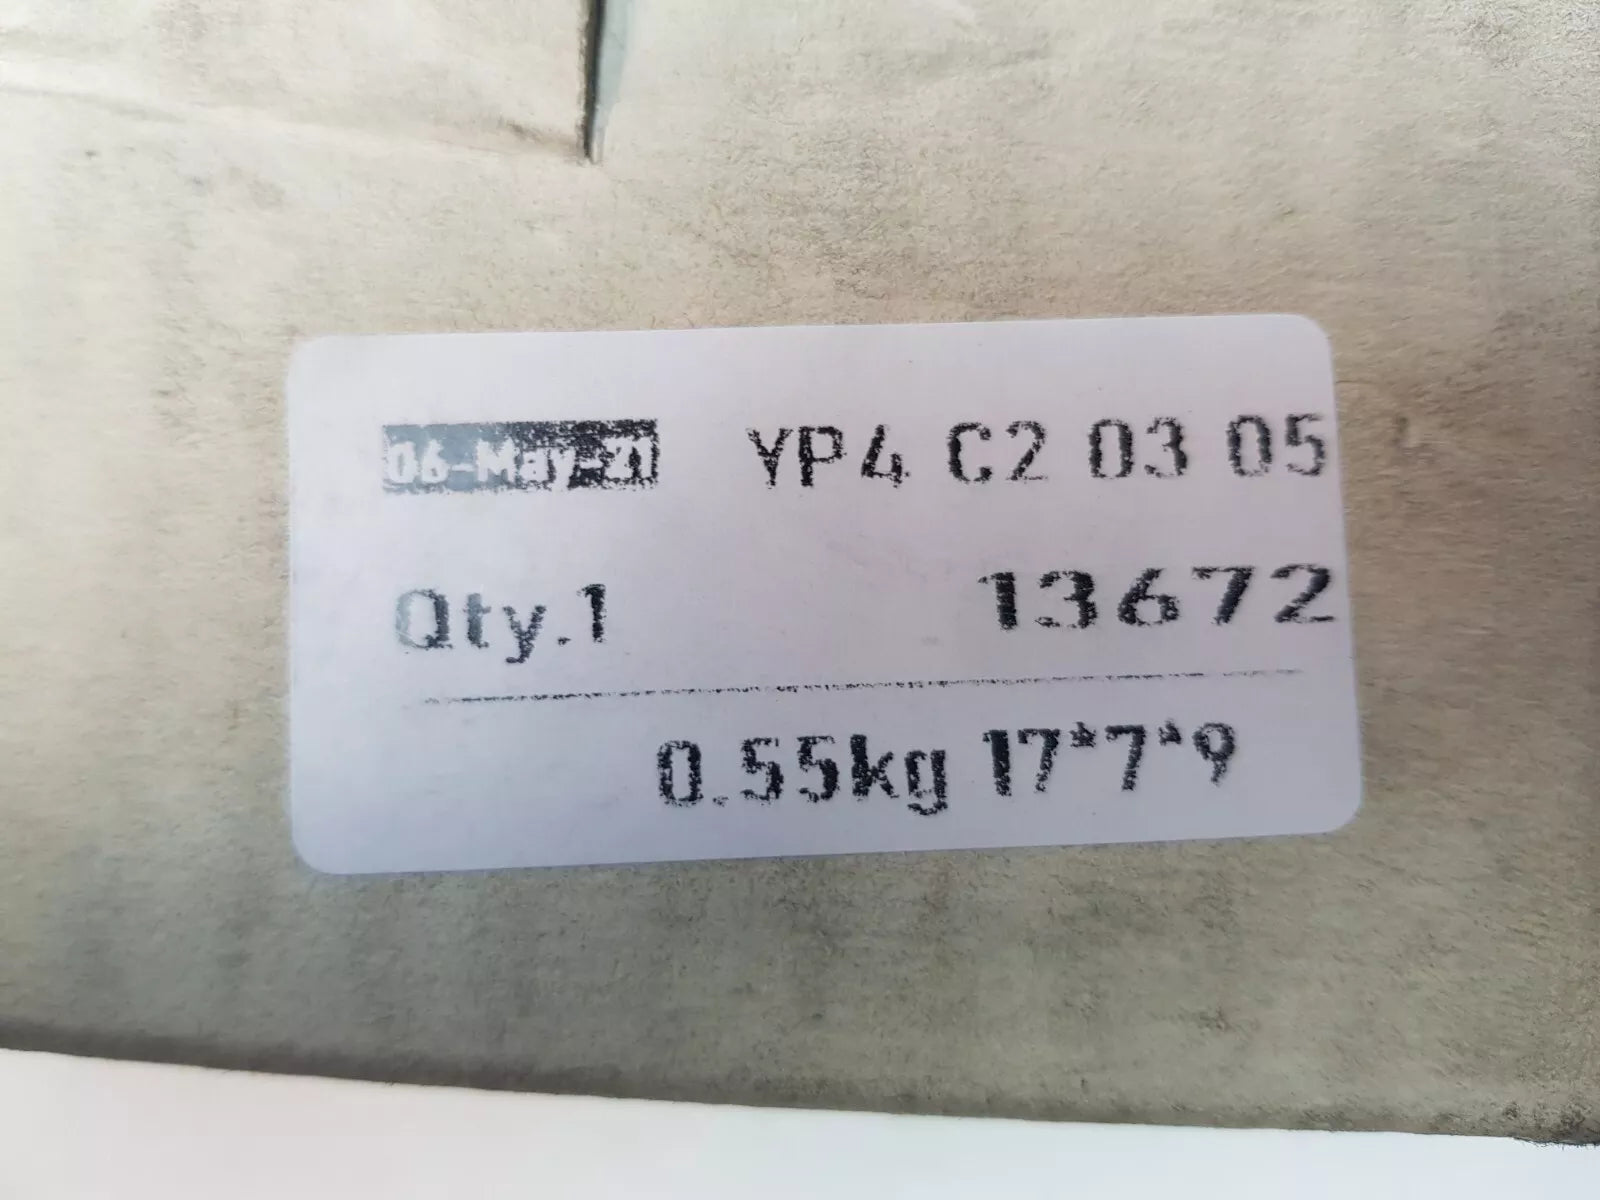 06-May-21 YP4 C2 03 05
Qty.1 13672
0.55kg 17*7*9